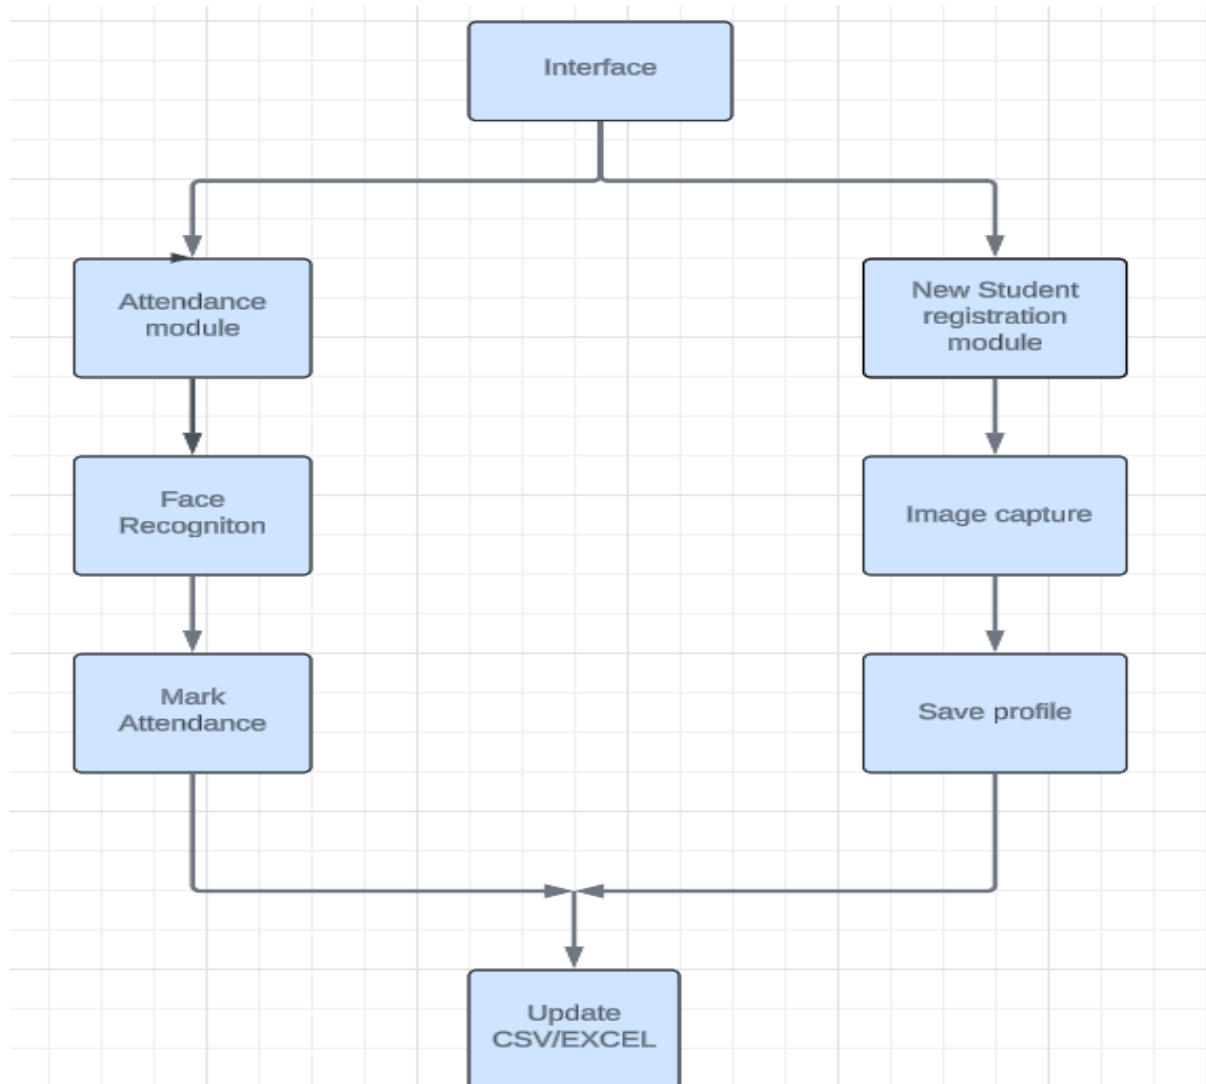 Interface
Attendance
module
New Student
registration
module
Face
Recogniton
Image capture
Mark
Attendance
Save profile
Update
CSV/EXCEL